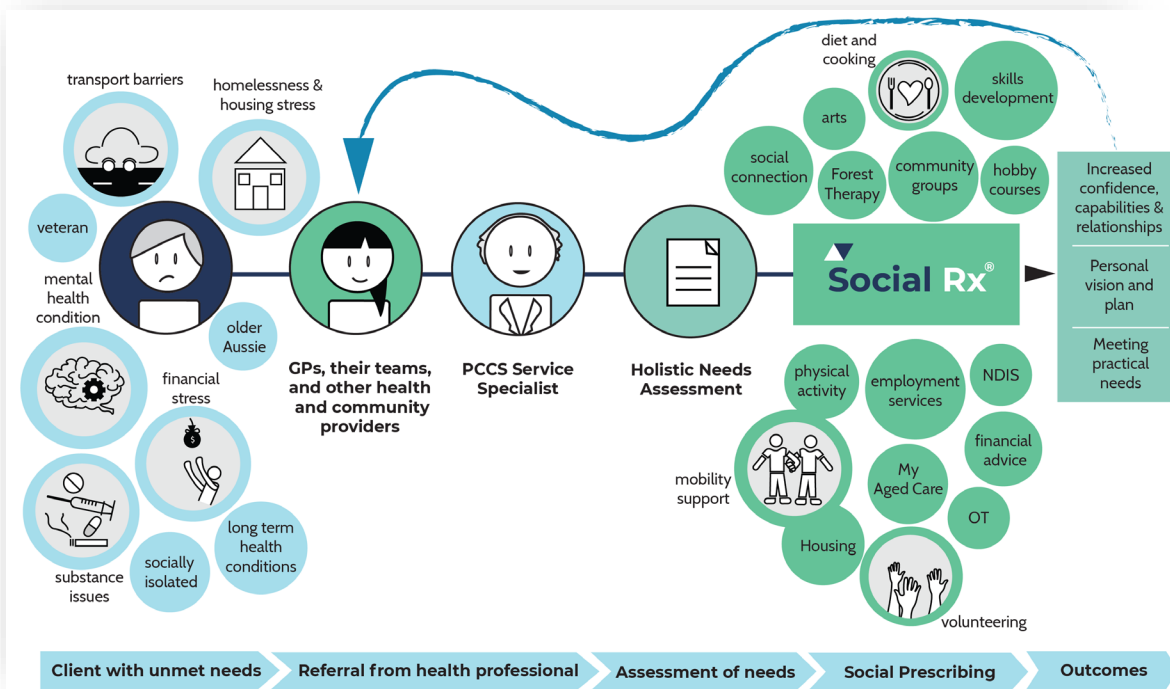 transport barriers
homelessness &
housing stress
veteran
mental
health
condition
older
Aussie
financial
stress
$
substance
issues
socially
isolated
long term
health
conditions
GPs, their teams,
and other health
and community
providers
PCCS Service
Specialist
Holistic Needs
Assessment
diet and
cooking
skills
development
arts
social
connection
Forest
Therapy
community
groups
hobby
courses
Social Rx®
physical
activity
employment
services
NDIS
financial
advice
mobility
support
My
Aged Care
OT
Housing
volunteering
Increased
confidence,
capabilities &
relationships
Personal
vision and
plan
Meeting
practical
needs
Client with unmet needs
Referral from health professional
Assessment of needs
Social Prescribing
Outcomes